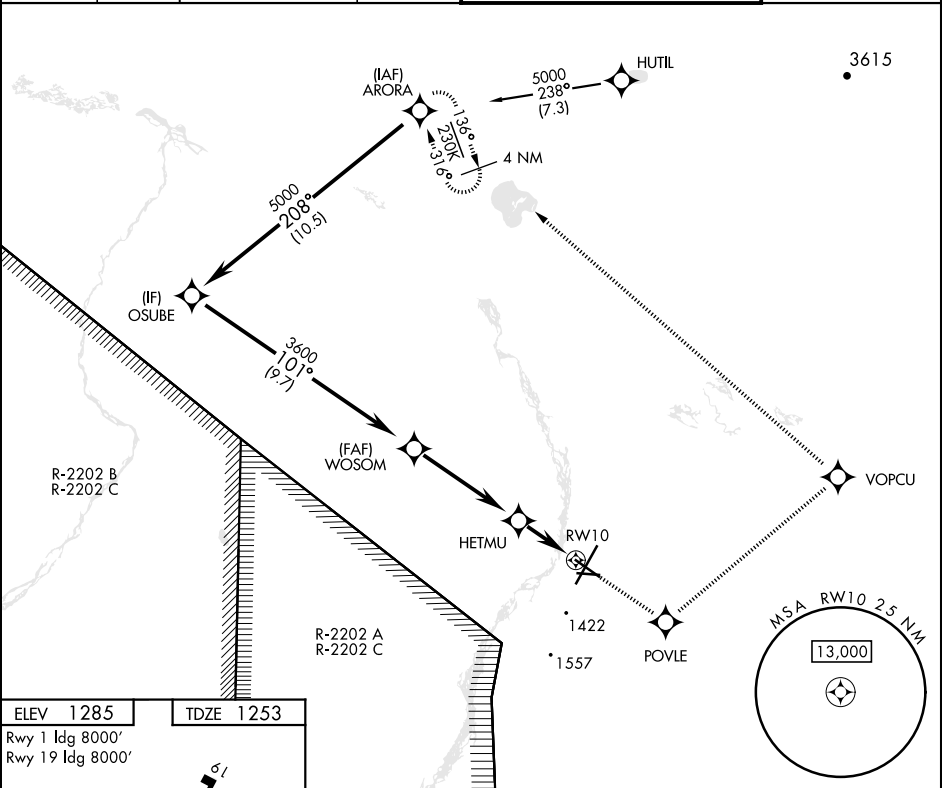 3615
HUTIL
5000
238°
(7.3)
(IAF)
ARORA
136°
230K
316°
4 NM
5000
208°
(10.5)
(IF)
OSUBE
3600
101°
(9.7)
(FAF)
WOSOM
R-2202 B
R-2202 C
VOPCU
HETMU
RW10
1422
1557
POVLE
R-2202 A
R-2202 C
MSA RW10 25 NM
13,000
ELEV 1285
TDZE 1253
Rwy 1 ldg 8000'
Rwy 19 ldg 8000'
19